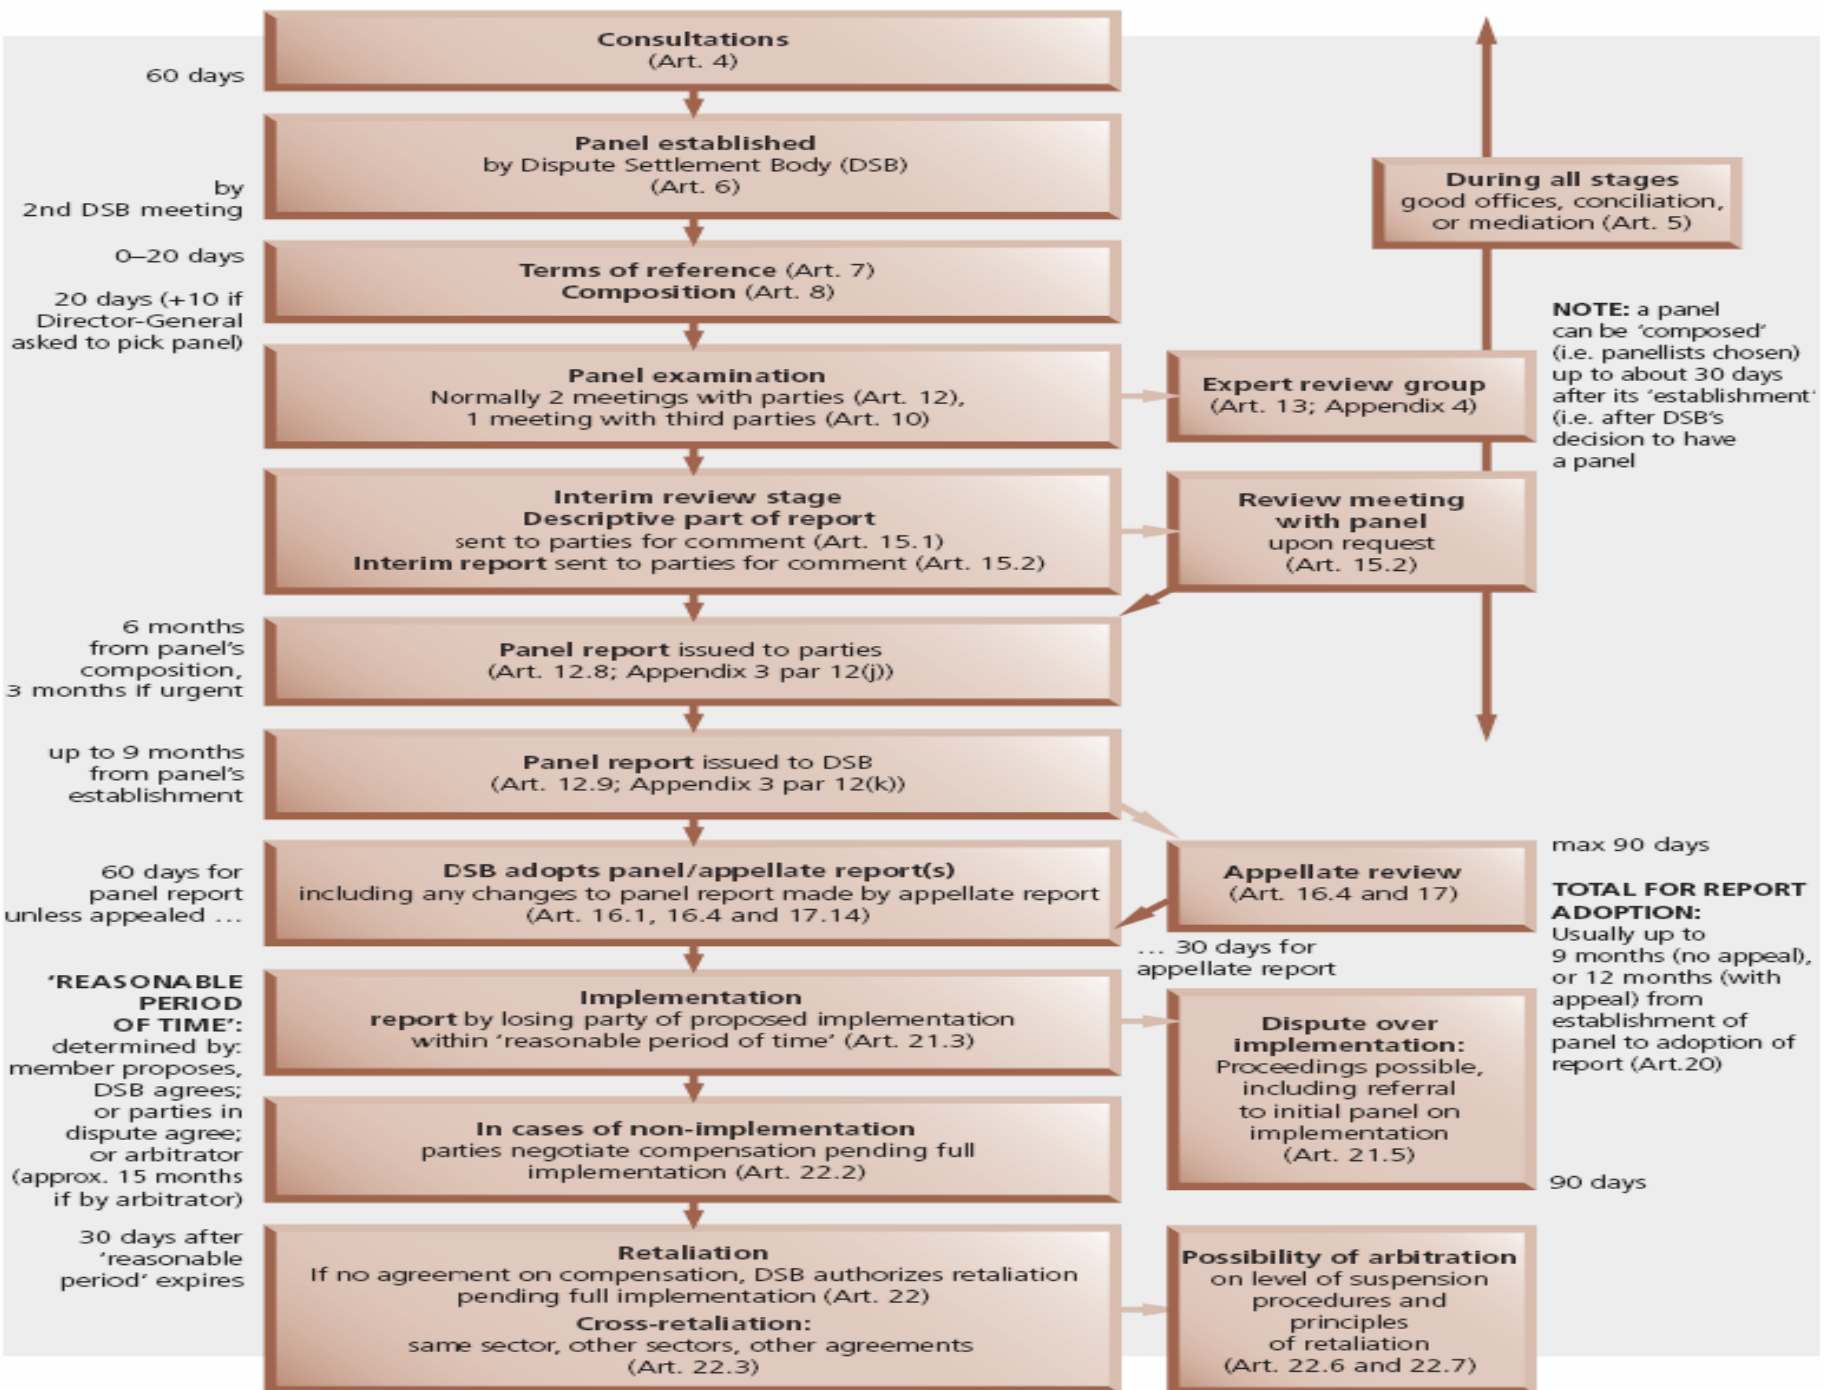 Consultations
(Art. 4)
60 days
Panel established
by Dispute Settlement Body (DSB)
(Art. 6)
by
2nd DSB meeting
During all stages
good offices, conciliation,
or mediation (Art. 5)
0–20 days
Terms of reference (Art. 7)
Composition (Art. 8)
20 days (+10 if
Director-General
asked to pick panel)
NOTE: a panel
can be ‘composed’
(i.e. panellists chosen)
up to about 30 days
after its ‘establishment’
(i.e. after DSB’s
decision to have
a panel
Panel examination
Normally 2 meetings with parties (Art. 12),
1 meeting with third parties (Art. 10)
Expert review group
(Art. 13; Appendix 4)
Interim review stage
Descriptive part of report
sent to parties for comment (Art. 15.1)
Interim report sent to parties for comment (Art. 15.2)
Review meeting
with panel
upon request
(Art. 15.2)
6 months
from panel’s
composition,
3 months if urgent
Panel report issued to parties
(Art. 12.8; Appendix 3 par 12(j))
up to 9 months
from panel’s
establishment
Panel report issued to DSB
(Art. 12.9; Appendix 3 par 12(k))
60 days for
panel report
unless appealed ...
DSB adopts panel/appellate report(s)
including any changes to panel report made by appellate report
(Art. 16.1, 16.4 and 17.14)
Appellate review
(Art. 16.4 and 17)
max 90 days
... 30 days for
appellate report
TOTAL FOR REPORT
ADOPTION:
Usually up to
9 months (no appeal),
or 12 months (with
appeal) from
establishment of
panel to adoption of
report (Art.20)
‘REASONABLE
PERIOD
OF TIME’:
determined by:
member proposes,
DSB agrees;
or parties in
dispute agree;
or arbitrator
(approx. 15 months
if by arbitrator)
Implementation
report by losing party of proposed implementation
within ‘reasonable period of time’ (Art. 21.3)
Dispute over
implementation:
Proceedings possible,
including referral
to initial panel on
implementation
(Art. 21.5)
90 days
In cases of non-implementation
parties negotiate compensation pending full
implementation (Art. 22.2)
30 days after
‘reasonable
period’ expires
Retaliation
If no agreement on compensation, DSB authorizes retaliation
pending full implementation (Art. 22)
Cross-retaliation:
same sector, other sectors, other agreements
(Art. 22.3)
Possibility of arbitration
on level of suspension
procedures and
principles
of retaliation
(Art. 22.6 and 22.7)